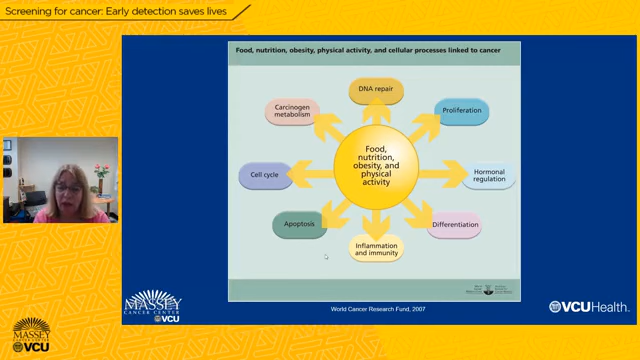 Screening for cancer: Early detection saves lives
Food, nutrition, obesity, physical activity, and cellular processes linked to cancer
DNA repair
Carcinogen
metabolism
Proliferation
Food,
nutrition,
obesity, and
physical
activity
Cell cycle
Hormonal
regulation
Apoptosis
Differentiation
Inflammation
and immunity
World Cancer Research Fund, 2007
MASSEY
CANCER CENTER
VCU
VCUHealth.
MASSEY
CANCER CENTER
VCU